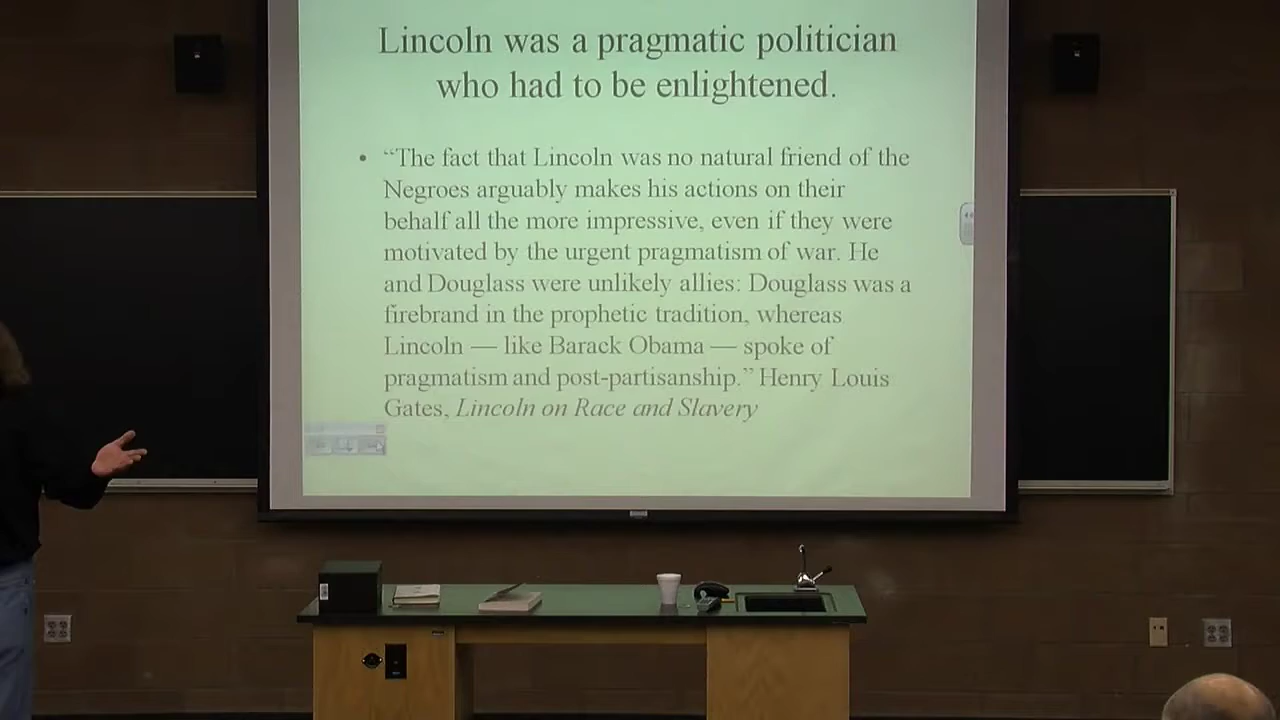 Lincoln was a pragmatic politician
who had to be enlightened.
• “The fact that Lincoln was no natural friend of the
Negroes arguably makes his actions on their
behalf all the more impressive, even if they were
motivated by the urgent pragmatism of war. He
and Douglass were unlikely allies: Douglass was a
firebrand in the prophetic tradition, whereas
Lincoln — like Barack Obama — spoke of
pragmatism and post-partisanship.” Henry Louis
Gates, Lincoln on Race and Slavery